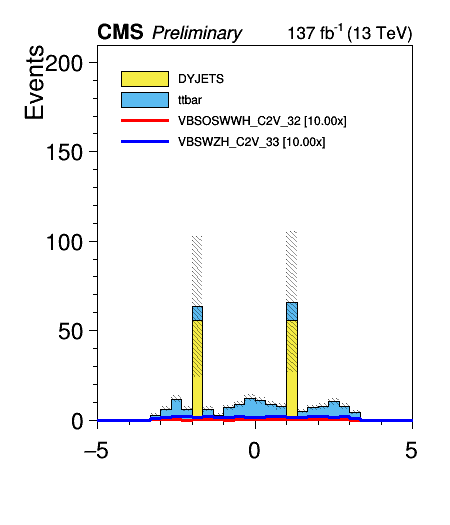 CMS Preliminary 137 fb-1 (13 TeV)
Events
200
150
100
50
0
DYJETS
ttbar
VBSOSWWH_C2V_32 [10.00x]
VBSWZH_C2V_33 [10.00x]
−5 0 5